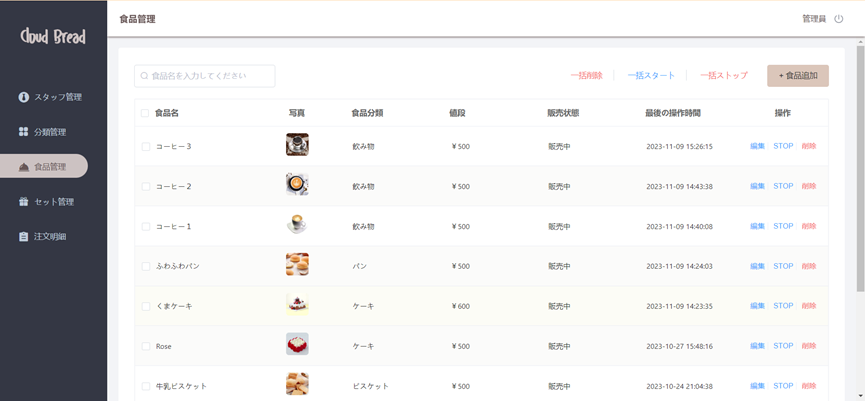 Cloud Bread
食品管理
管理員
スタッフ管理
分類管理
食品管理
セット管理
注文明細
食品名を入力してください
一括削除 一括スタート 一括ストップ + 食品追加
食品名 写真 食品分類 値段 販売状態 最後の操作時間 操作
コーヒー３ 飲み物 ￥500 販売中 2023-11-09 15:26:15 編集 STOP 削除
コーヒー２ 飲み物 ￥500 販売中 2023-11-09 14:43:38 編集 STOP 削除
コーヒー１ 飲み物 ￥500 販売中 2023-11-09 14:40:08 編集 STOP 削除
ふわふわパン パン ￥500 販売中 2023-11-09 14:24:03 編集 STOP 削除
くまケーキ ケーキ ￥600 販売中 2023-11-09 14:23:35 編集 STOP 削除
Rose ケーキ ￥500 販売中 2023-10-27 15:48:16 編集 STOP 削除
牛乳ビスケット ビスケット ￥500 販売中 2023-10-24 21:04:38 編集 STOP 削除